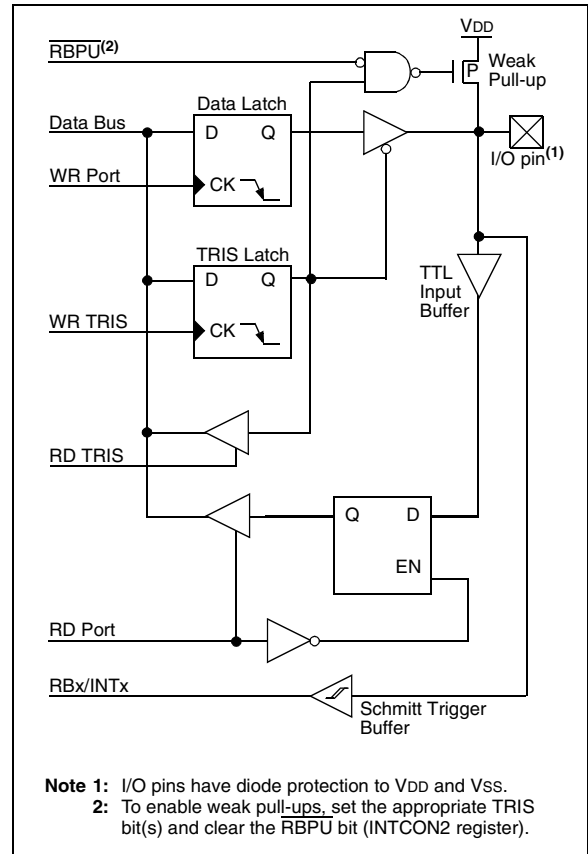 VDD
RBPU(2)
P
Weak
Pull-up
Data Latch
Data Bus
D Q
I/O pin(1)
WR Port
CK
TRIS Latch
D Q
TTL
Input
Buffer
WR TRIS
CK
RD TRIS
Q D
EN
RD Port
RBx/INTx
Schmitt Trigger
Buffer
Note 1: I/O pins have diode protection to VDD and VSS.
2: To enable weak pull-ups, set the appropriate TRIS
bit(s) and clear the RBPU bit (INTCON2 register).